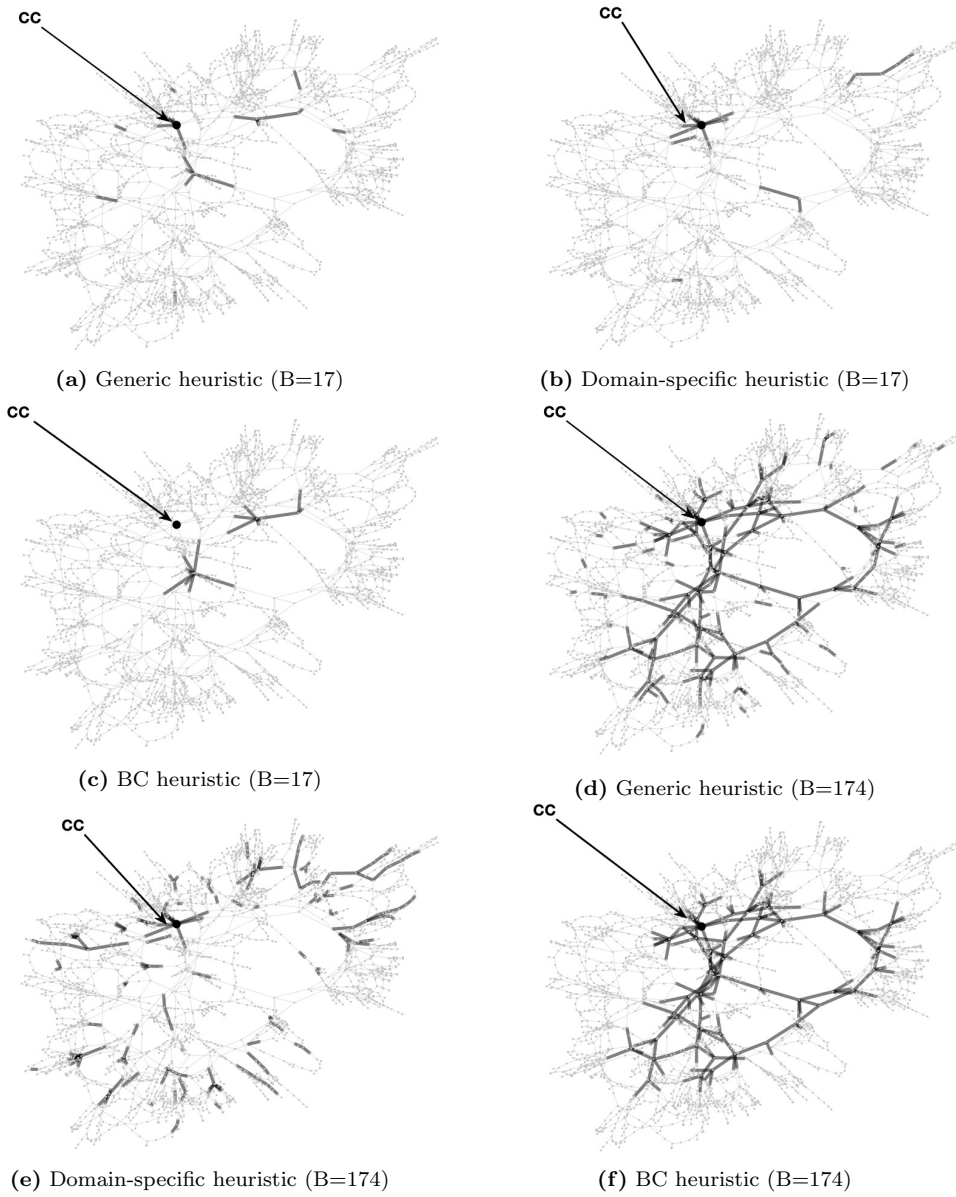 CC
CC
(a) Generic heuristic (B=17)
(b) Domain-specific heuristic (B=17)
CC
CC
(c) BC heuristic (B=17)
(d) Generic heuristic (B=174)
CC
CC
(e) Domain-specific heuristic (B=174)
(f) BC heuristic (B=174)